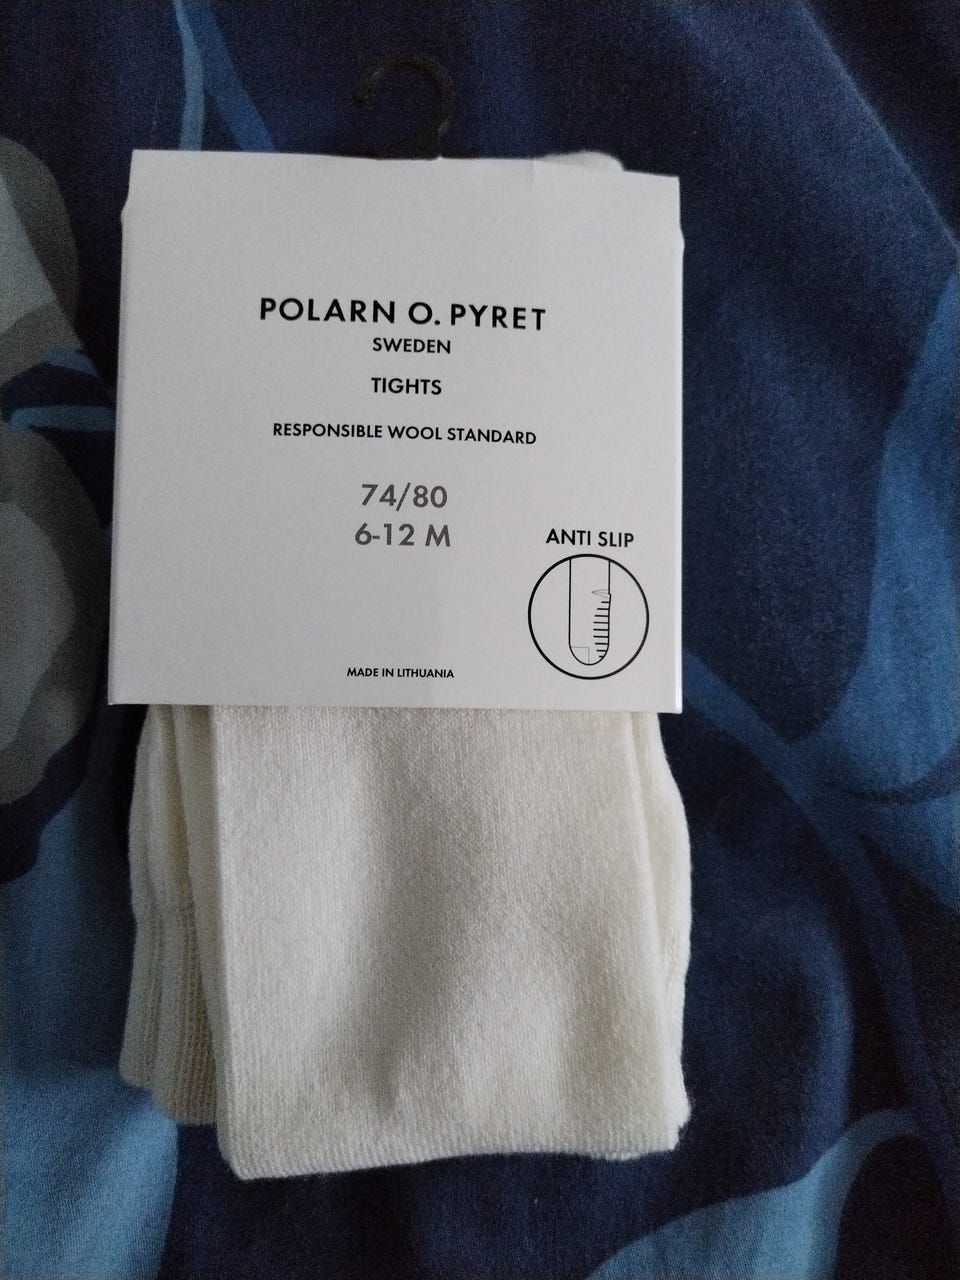 POLARN O. PYRET
SWEDEN
TIGHTS
RESPONSIBLE WOOL STANDARD
74/80
6-12 M
ANTI SLIP
MADE IN LITHUANIA